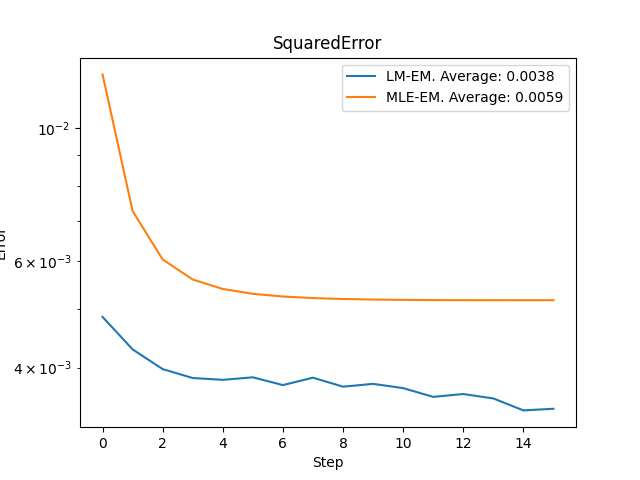 SquaredError
LM-EM. Average: 0.0038
MLE-EM. Average: 0.0059
10⁻²
6 × 10⁻³
4 × 10⁻³
Error
0 2 4 6 8 10 12 14
Step